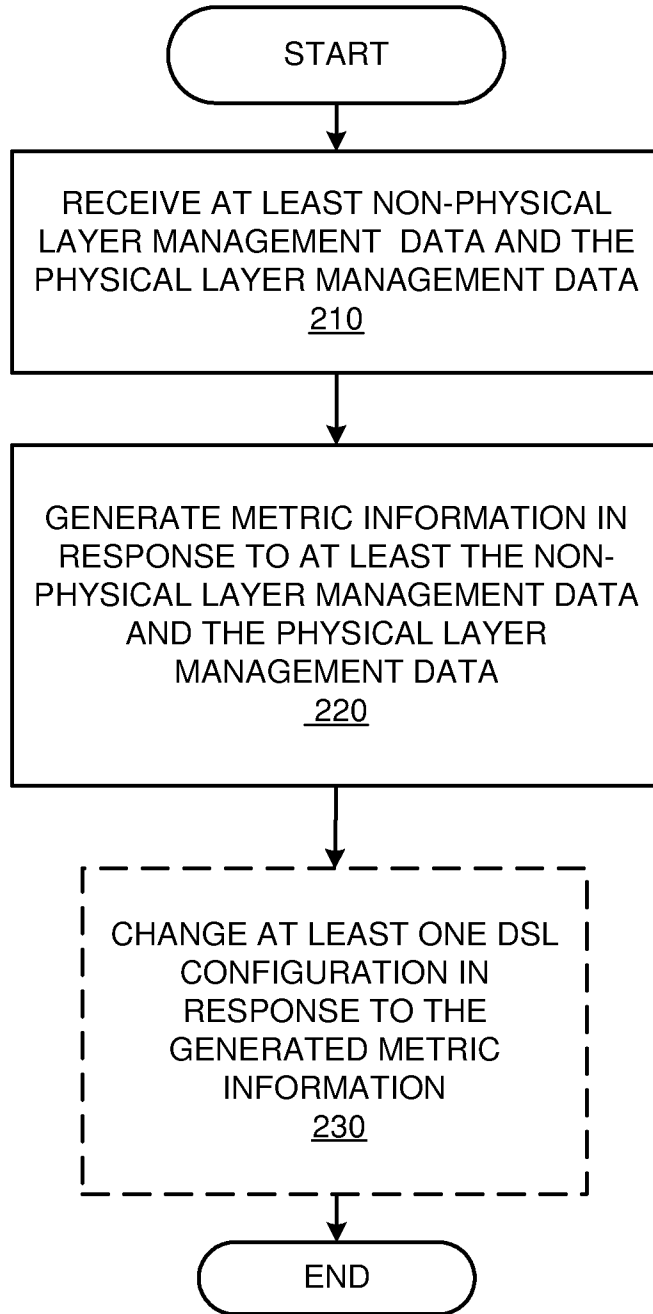 START
RECEIVE AT LEAST NON-PHYSICAL
LAYER MANAGEMENT DATA AND THE
PHYSICAL LAYER MANAGEMENT DATA
210
GENERATE METRIC INFORMATION IN
RESPONSE TO AT LEAST THE NON-
PHYSICAL LAYER MANAGEMENT DATA
AND THE PHYSICAL LAYER
MANAGEMENT DATA
220
CHANGE AT LEAST ONE DSL
CONFIGURATION IN
RESPONSE TO THE
GENERATED METRIC
INFORMATION
230
END